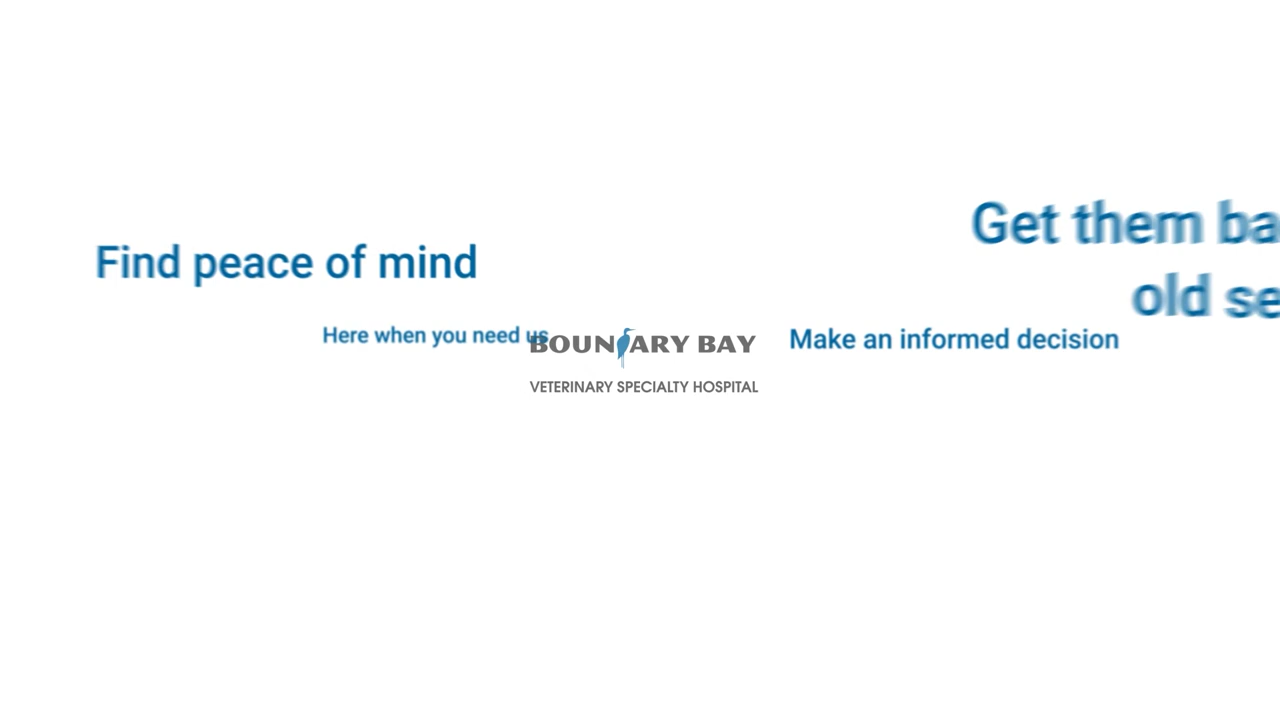 Get them ba
old se
Find peace of mind
Here when you need us
Make an informed decision
BOUNDARY BAY
VETERINARY SPECIALTY HOSPITAL